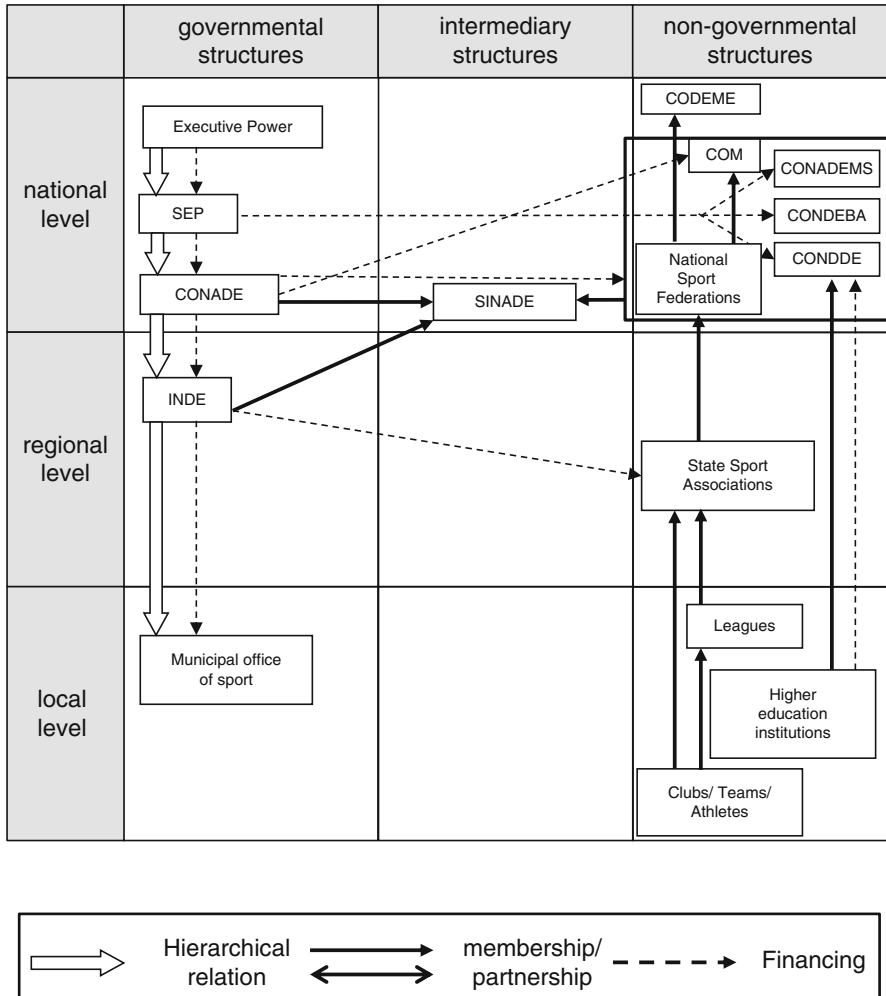 governmental
structures
intermediary
structures
non-governmental
structures
national
level
Executive Power
SEP
CONADE
SINADE
CODEME
COM
CONADEMS
CONDEBA
CONDDE
National
Sport
Federations
regional
level
INDE
State Sport
Associations
local
level
Municipal office
of sport
Leagues
Higher
education
institutions
Clubs/ Teams/
Athletes
Hierarchical
relation
membership/
partnership
Financing